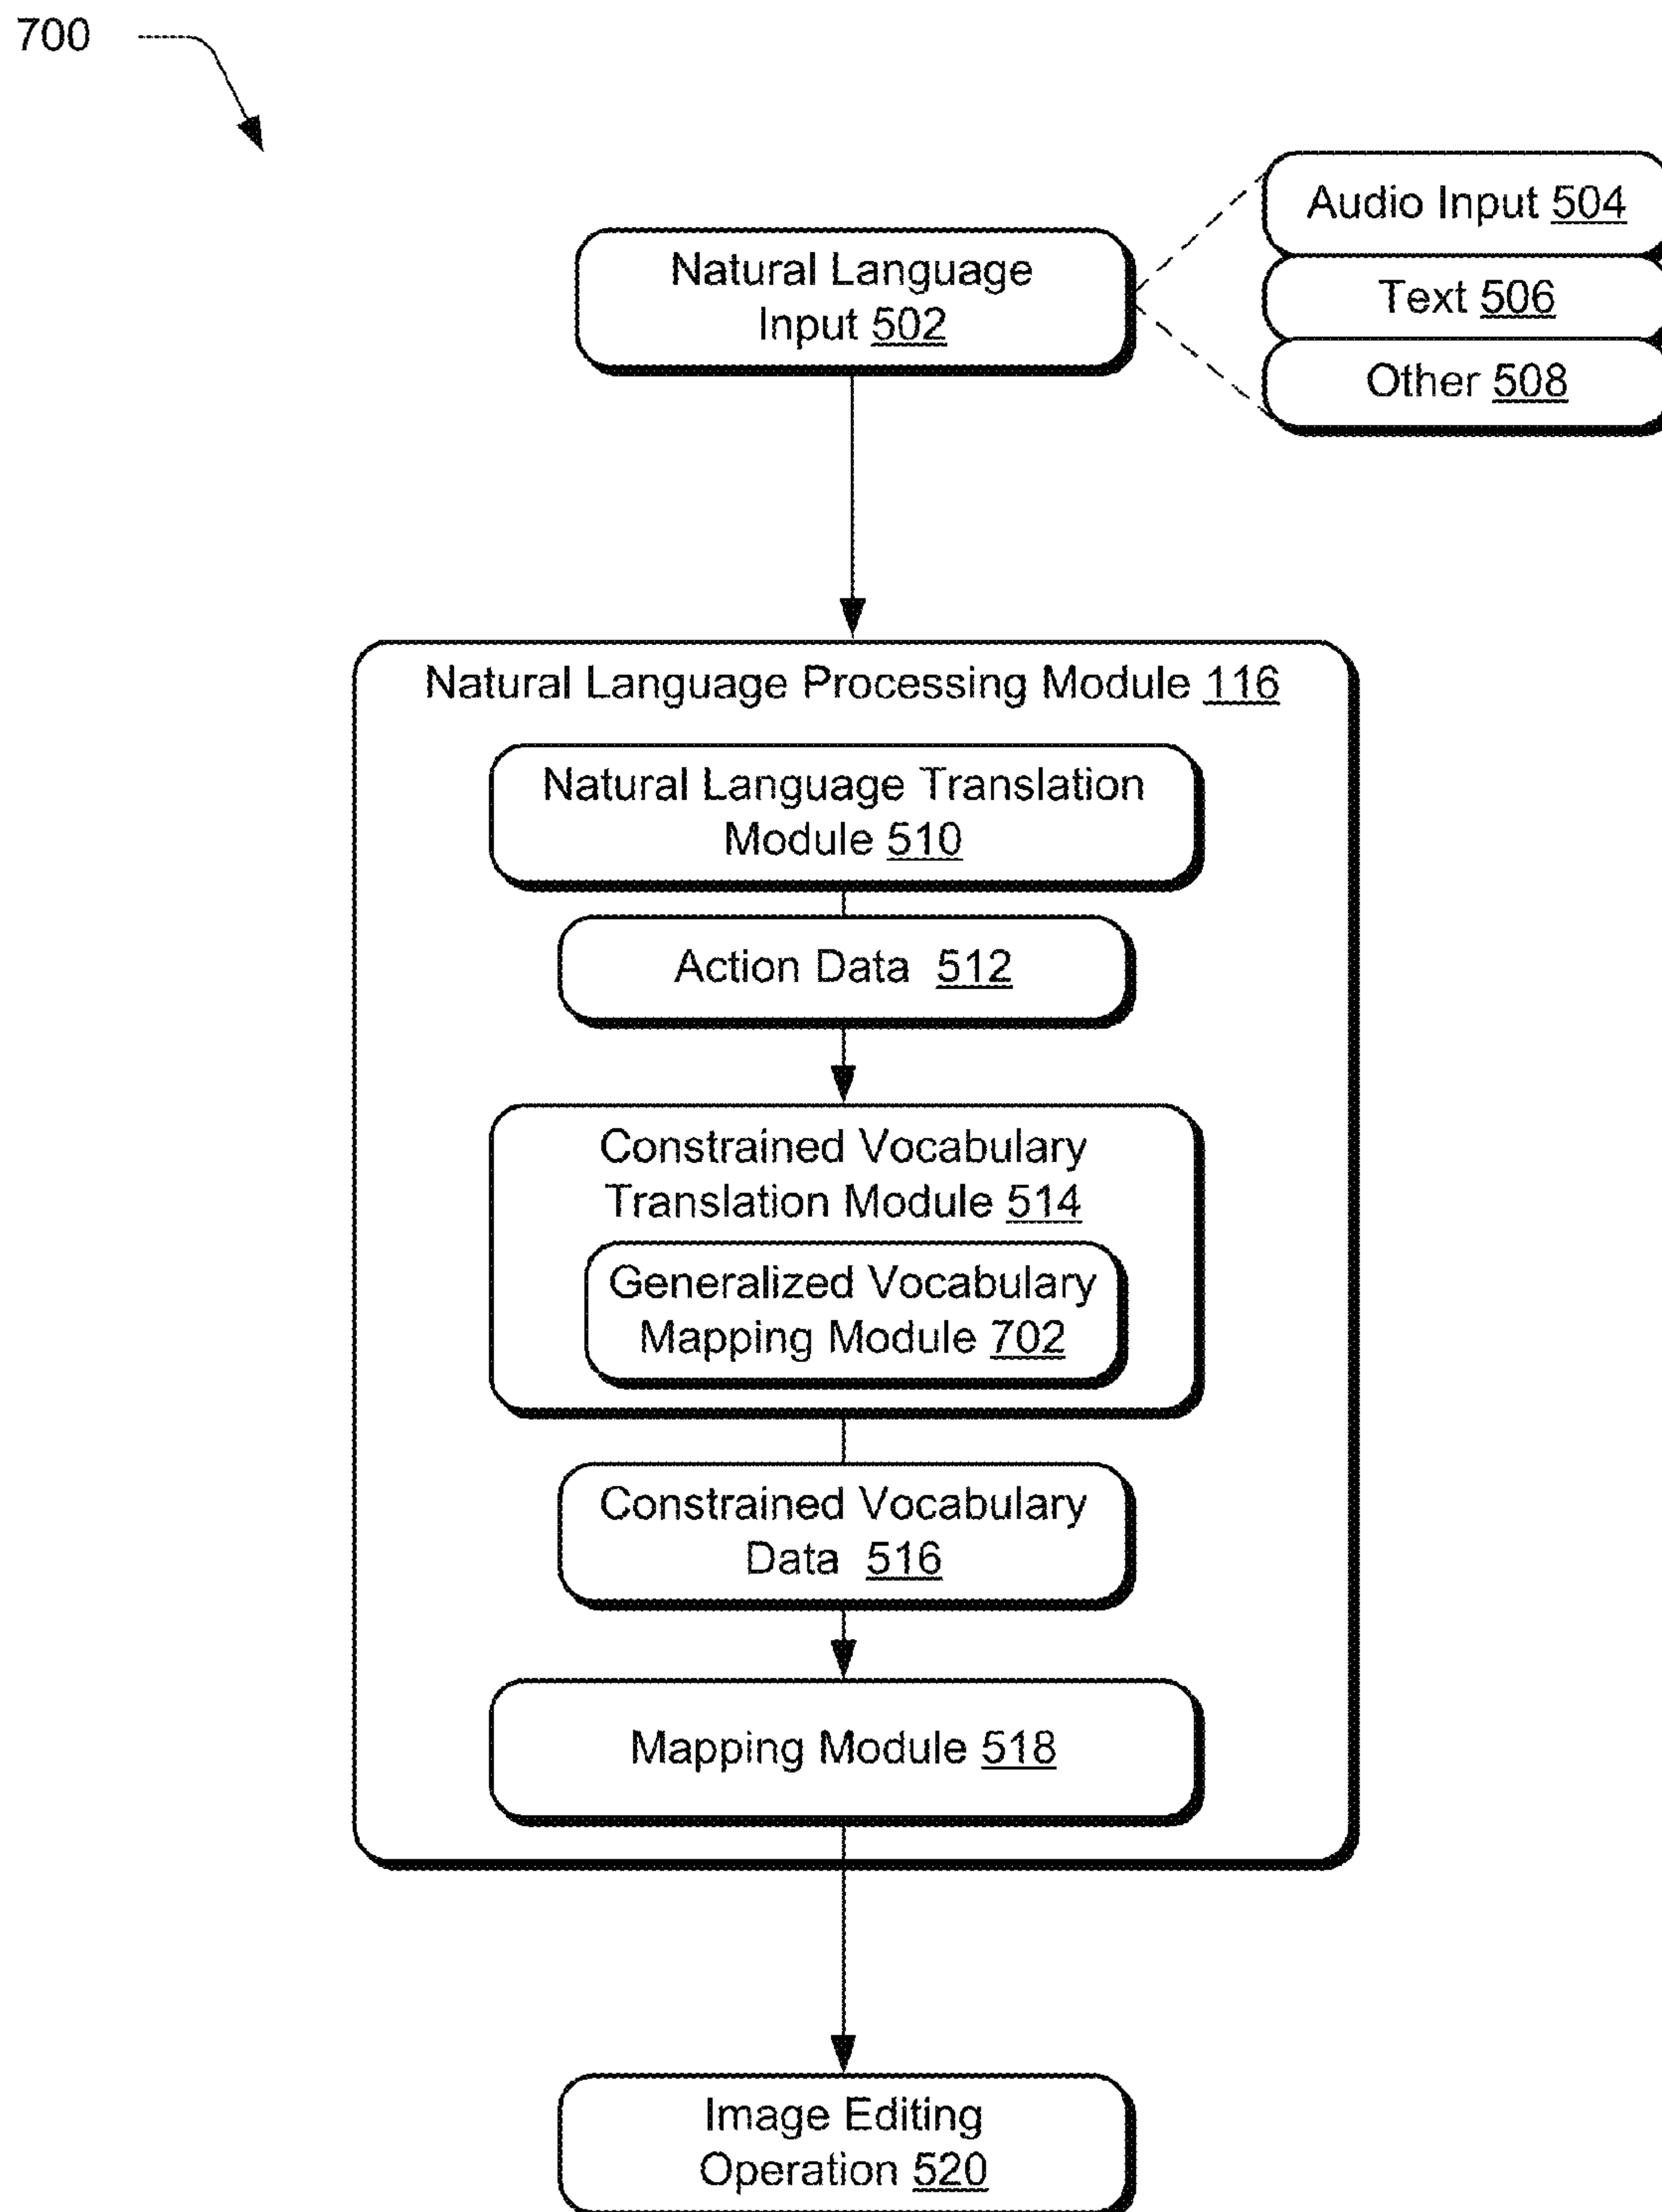 700
Audio Input 504
Natural Language
Input 502
Text 506
Other 508
Natural Language Processing Module 116
Natural Language Translation
Module 510
Action Data 512
Constrained Vocabulary
Translation Module 514
Generalized Vocabulary
Mapping Module 702
Constrained Vocabulary
Data 516
Mapping Module 518
Image Editing
Operation 520